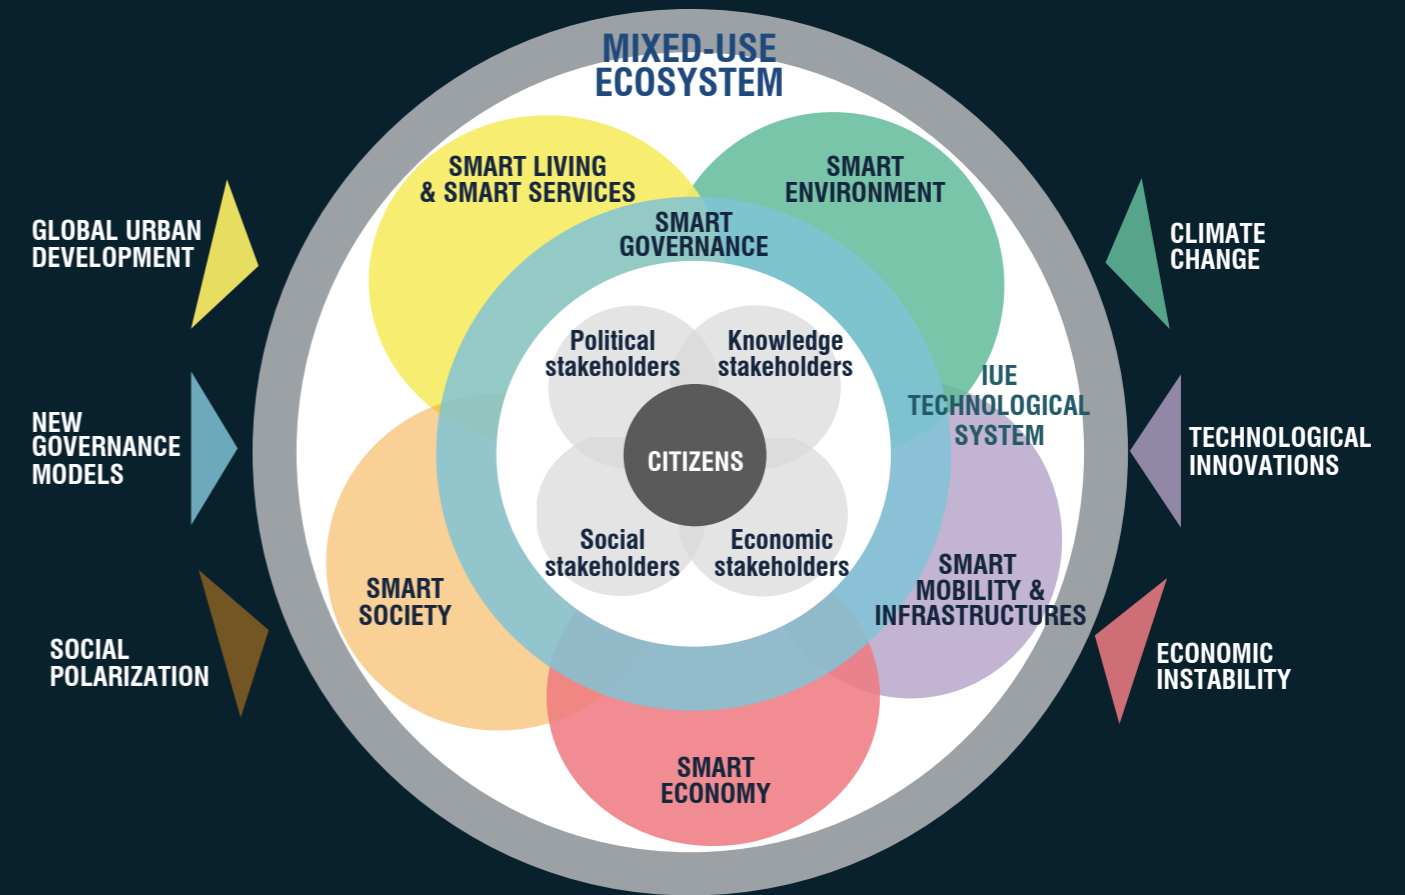 MIXED-USE
ECOSYSTEM
SMART LIVING
& SMART SERVICES
SMART
ENVIRONMENT
SMART
GOVERNANCE
GLOBAL URBAN
DEVELOPMENT
CLIMATE
CHANGE
Political
stakeholders
Knowledge
stakeholders
IUE
TECHNOLOGICAL
SYSTEM
NEW
GOVERNANCE
MODELS
CITIZENS
TECHNOLOGICAL
INNOVATIONS
Social
stakeholders
Economic
stakeholders
SMART
SOCIETY
SMART
MOBILITY &
INFRASTRUCTURES
SOCIAL
POLARIZATION
ECONOMIC
INSTABILITY
SMART
ECONOMY